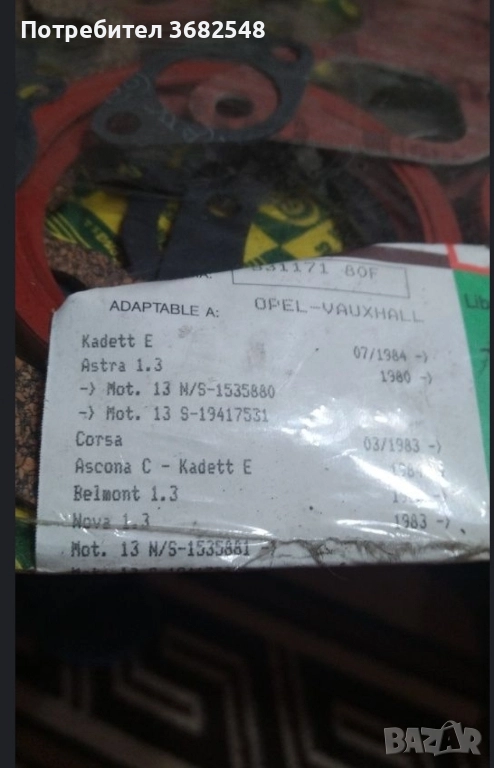 Потребител 3682548
331171 80F
ADAPTABLE A: OPEL-VAUXHALL
Kadett E 07/1984 ->
Astra 1.3 1980 ->
-> Mot. 13 N/S-1535880
-> Mot. 13 S-19417531
Corsa 03/1983 ->
Ascona C - Kadett E
Belmont 1.3
Nova 1.3 1983 ->
Mot. 13 N/S-1535881 ->
BAZAR